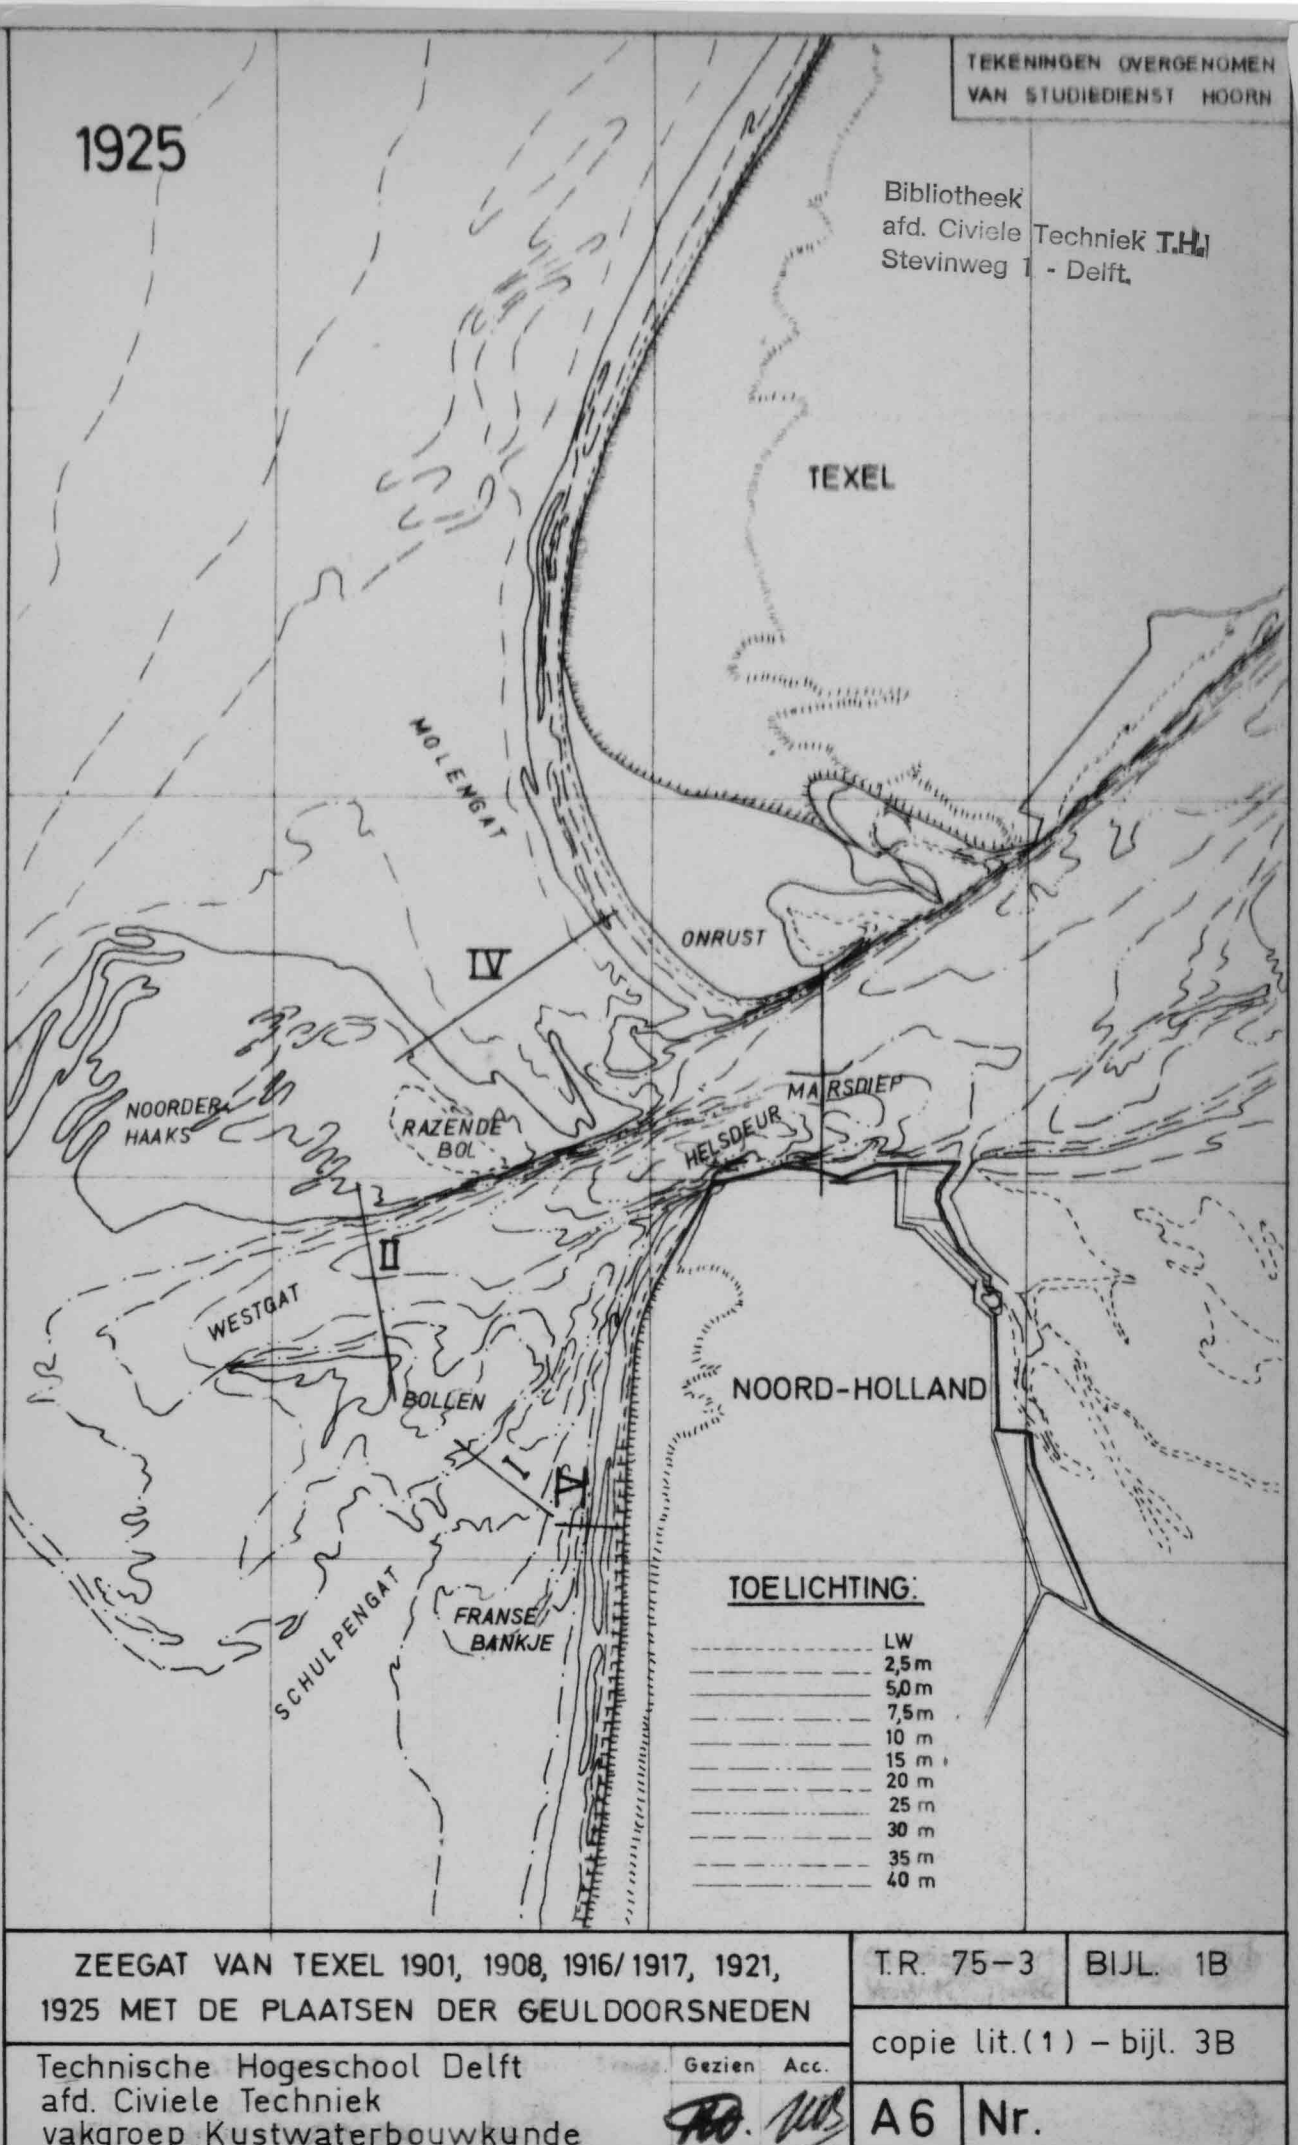 TEKENINGEN OVERGENOMEN
VAN STUDIEDIENST HOORN
1925
Bibliotheek
afd. Civiele Techniek T.H.
Stevinweg 1 - Delft.
TEXEL
MOLENGAT
IV
ONRUST
NOORDER-
HAAKS
RAZENDE
BOL
MARSDIEP
HELSDEUR
II
WESTGAT
BOLLEN
NOORD-HOLLAND
I
V
SCHULPENGAT
FRANSE
BANKJE
TOELICHTING:
LW
2,5 m
5,0 m
7,5 m
10 m
15 m
20 m
25 m
30 m
35 m
40 m
ZEEGAT VAN TEXEL 1901, 1908, 1916/1917, 1921,
1925 MET DE PLAATSEN DER GEULDOORSNEDEN
T.R. 75-3
BIJL. 1B
copie lit.(1) - bijl. 3B
Technische Hogeschool Delft
afd. Civiele Techniek
vakgroep Kustwaterbouwkunde
Gezien Acc.
A6
Nr.